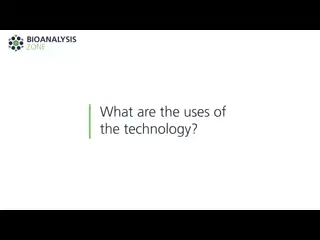 BIOANALYSIS
ZONE
What are the uses of
the technology?